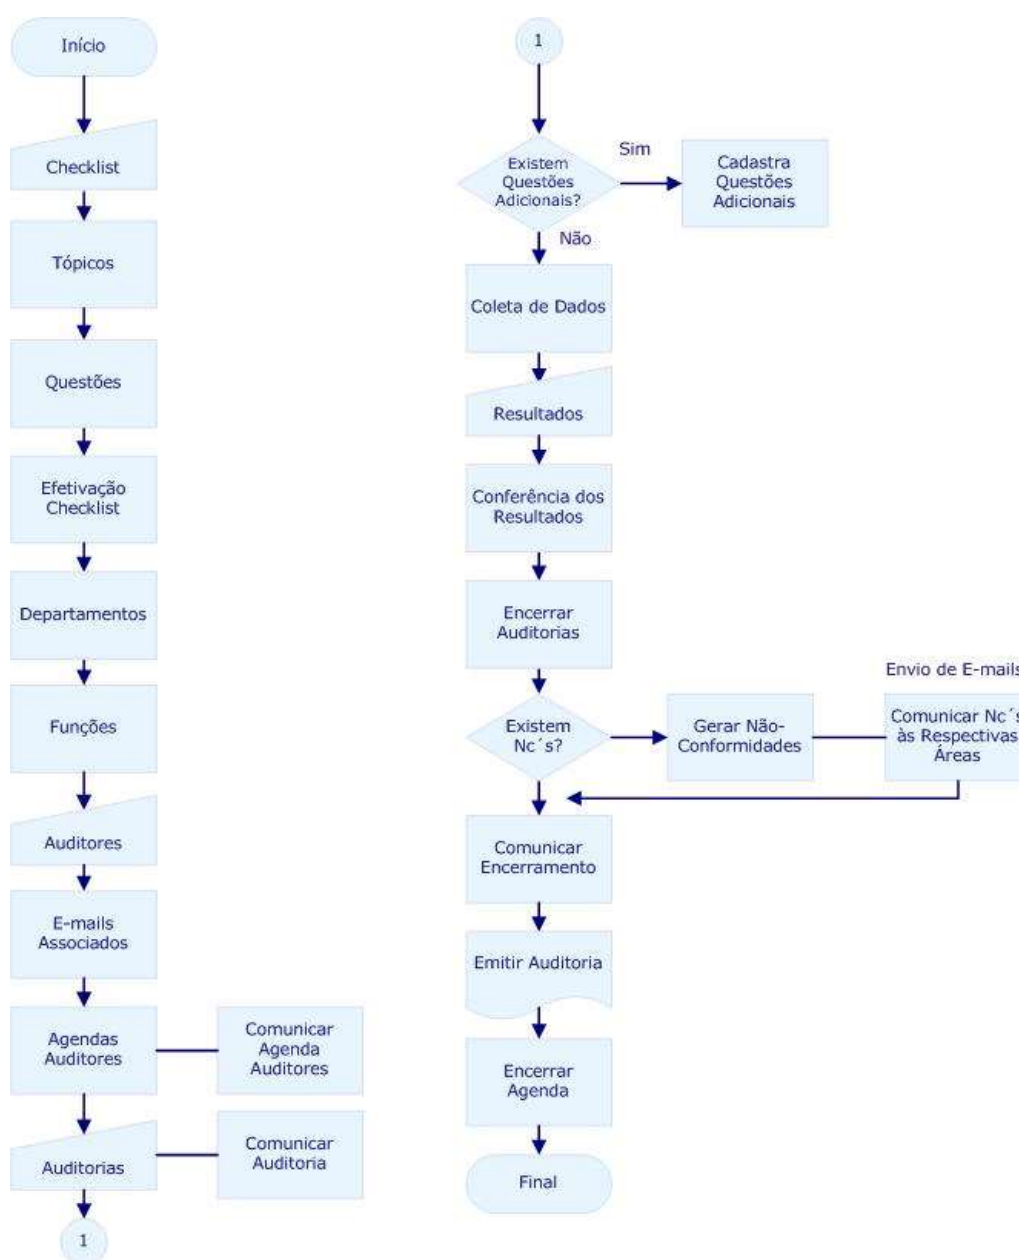 Início
Checklist
Tópicos
Questões
Efetivação
Checklist
Departamentos
Funções
Auditores
E-mails
Associados
Agendas
Auditores
Comunicar
Agenda
Auditores
Auditorias
Comunicar
Auditoria
1
1
Existem
Questões
Adicionais?
Sim
Cadastra
Questões
Adicionais
Não
Coleta de Dados
Resultados
Conferência dos
Resultados
Encerrar
Auditorias
Existem
Nc´s?
Gerar Não-
Conformidades
Envio de E-mails
Comunicar Nc´s
às Respectivas
Áreas
Comunicar
Encerramento
Emitir Auditoria
Encerrar
Agenda
Final